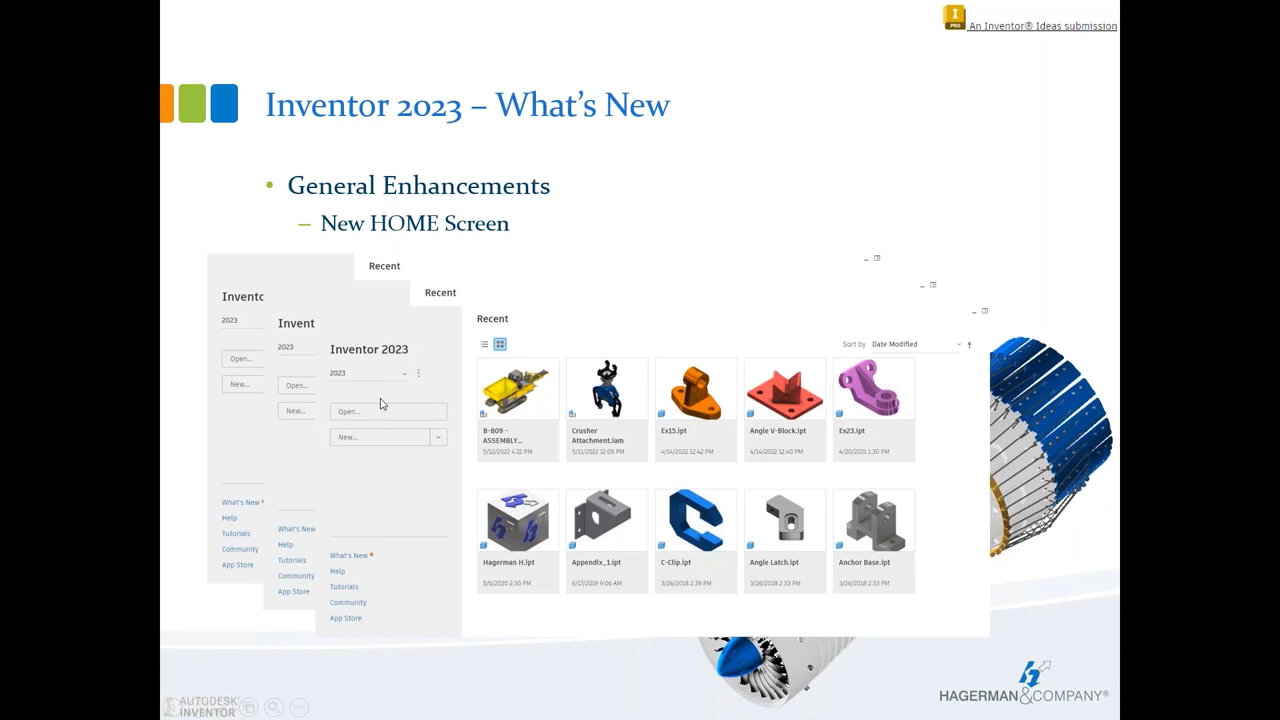 An Inventor® Ideas submission
Inventor 2023 – What's New
• General Enhancements
– New HOME Screen
Recent
Inventc
2023
Open...
New...
What's New
Help
Tutorials
Community
App Store
Recent
Invent
2023
Open...
New...
What's New
Help
Tutorials
Community
App Store
Inventor 2023
2023
Open...
New...
What's New
Help
Tutorials
Community
App Store
Recent
Sort by Date Modified
B-809 -
ASSEMBLY...
5/12/2022 4:22 PM
Crusher
Attachment.iam
5/11/2022 12:09 PM
Ex15.ipt
4/14/2022 12:42 PM
Angle V-Block.ipt
4/14/2022 12:40 PM
Ex23.ipt
4/20/2021 1:30 PM
Hagerman H.ipt
5/6/2020 2:30 PM
Appendix_1.ipt
6/17/2019 9:06 AM
C-Clip.ipt
3/26/2018 2:39 PM
Angle Latch.ipt
3/26/2018 2:33 PM
Anchor Base.ipt
3/26/2018 2:33 PM
AUTODESK
INVENTOR
HAGERMAN&COMPANY®